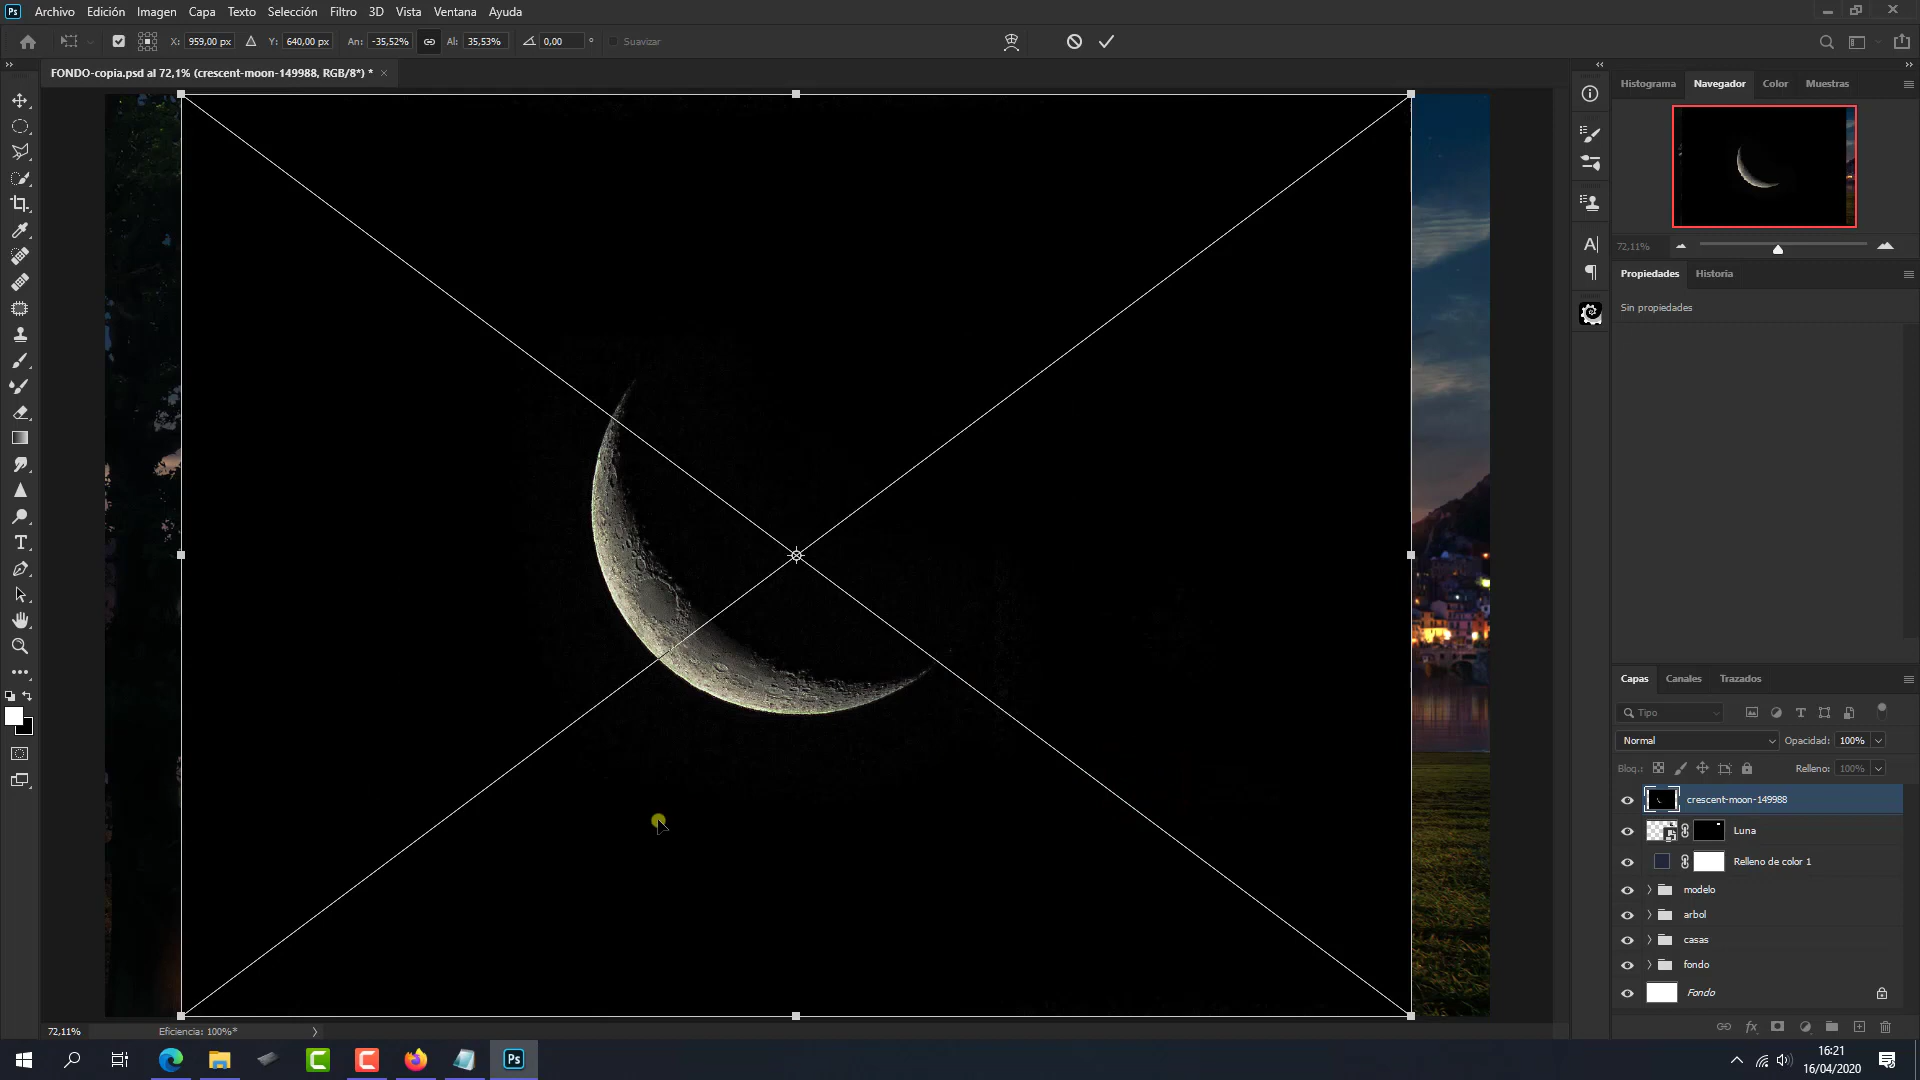 Ps Archivo Edición Imagen Capa Texto Selección Filtro 3D Vista Ventana Ayuda
X: 959,00 px Y: 640,00 px An: -35,52% Al: 35,53% 0,00 ° Suavizar
FONDO-copia.psd al 72,1% (crescent-moon-149988, RGB/8*) * ×
Histograma Navegador Color Muestras
72,11%
Propiedades Historia
Sin propiedades
Capas Canales Trazados
Tipo
Normal Opacidad: 100%
Bloq.: Relleno: 100%
crescent-moon-149988
Luna
Relleno de color 1
modelo
arbol
casas
fondo
Fondo
72,11% Eficiencia: 100%*
Ps
16:21
16/04/2020